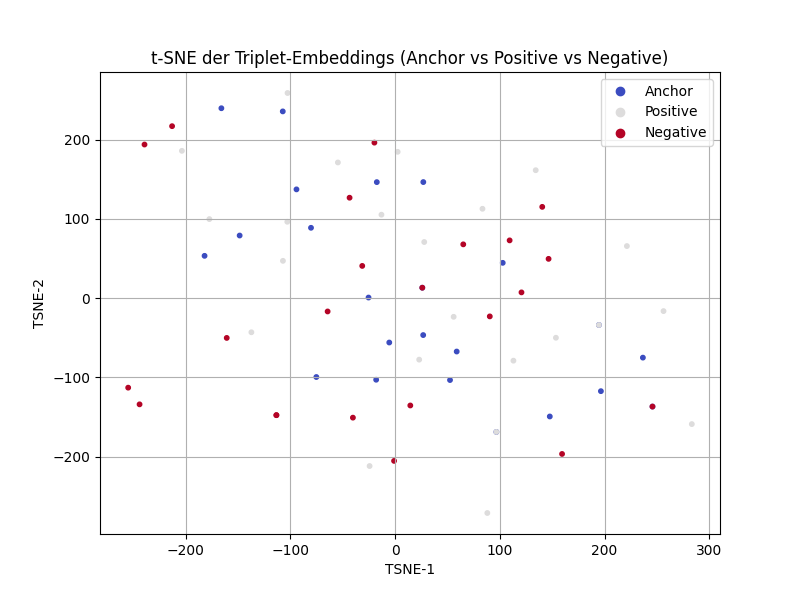 t-SNE der Triplet-Embeddings (Anchor vs Positive vs Negative)
Anchor
Positive
Negative
200
100
0
−100
−200
TSNE-2
−200
−100
0
100
200
300
TSNE-1